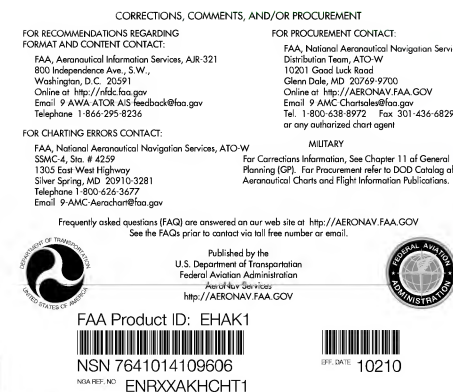 CORRECTIONS, COMMENTS, AND/OR PROCUREMENT
FOR RECOMMENDATIONS REGARDING
FORMAT AND CONTENT CONTACT:
FAA, Aeronautical Information Services, AJR-321
800 Independence Ave., S.W.,
Washington, D.C. 20591
Online at http://nfdc.faa.gov
Email 9 AWA ATOR AIS feedback@faa.gov
Telephone 1-866-295-8236
FOR CHARTING ERRORS CONTACT:
FAA, National Aeronautical Navigation Services, ATO-W
SSMC-4, Sta. # 4259
1305 East West Highway
Silver Spring, MD 20910-3281
Telephone 1-800-626-3677
Email 9-AMC-Aerochart@faa.gov
FOR PROCUREMENT CONTACT:
FAA, National Aeronautical Navigation Servi
Distribution Team, ATO-W
10201 Good Luck Road
Glenn Dale, MD 20769-9700
Online at http://AERONAV.FAA.GOV
Email 9 AMC Chartsales@faa.gov
Tel. 1-800-638-8972 Fax 301-436-6829
or any authorized chart agent
MILITARY
For Corrections Information, See Chapter 11 of General
Planning (GP). For Procurement refer to DOD Catalog of
Aeronautical Charts and Flight Information Publications.
Frequently asked questions (FAQ) are answered on our web site at http://AERONAV.FAA.GOV
See the FAQs prior to contact via toll free number or email.
DEPARTMENT OF TRANSPORTATION
UNITED STATES OF AMERICA
Published by the
U.S. Department of Transportation
Federal Aviation Administration
AeroNav Services
http://AERONAV.FAA.GOV
FEDERAL AVIATION
ADMINISTRATION
FAA Product ID: EHAK1
NSN 7641014109606
NGA REF. NO ENRXXAKHCHT1
EFF. DATE 10210